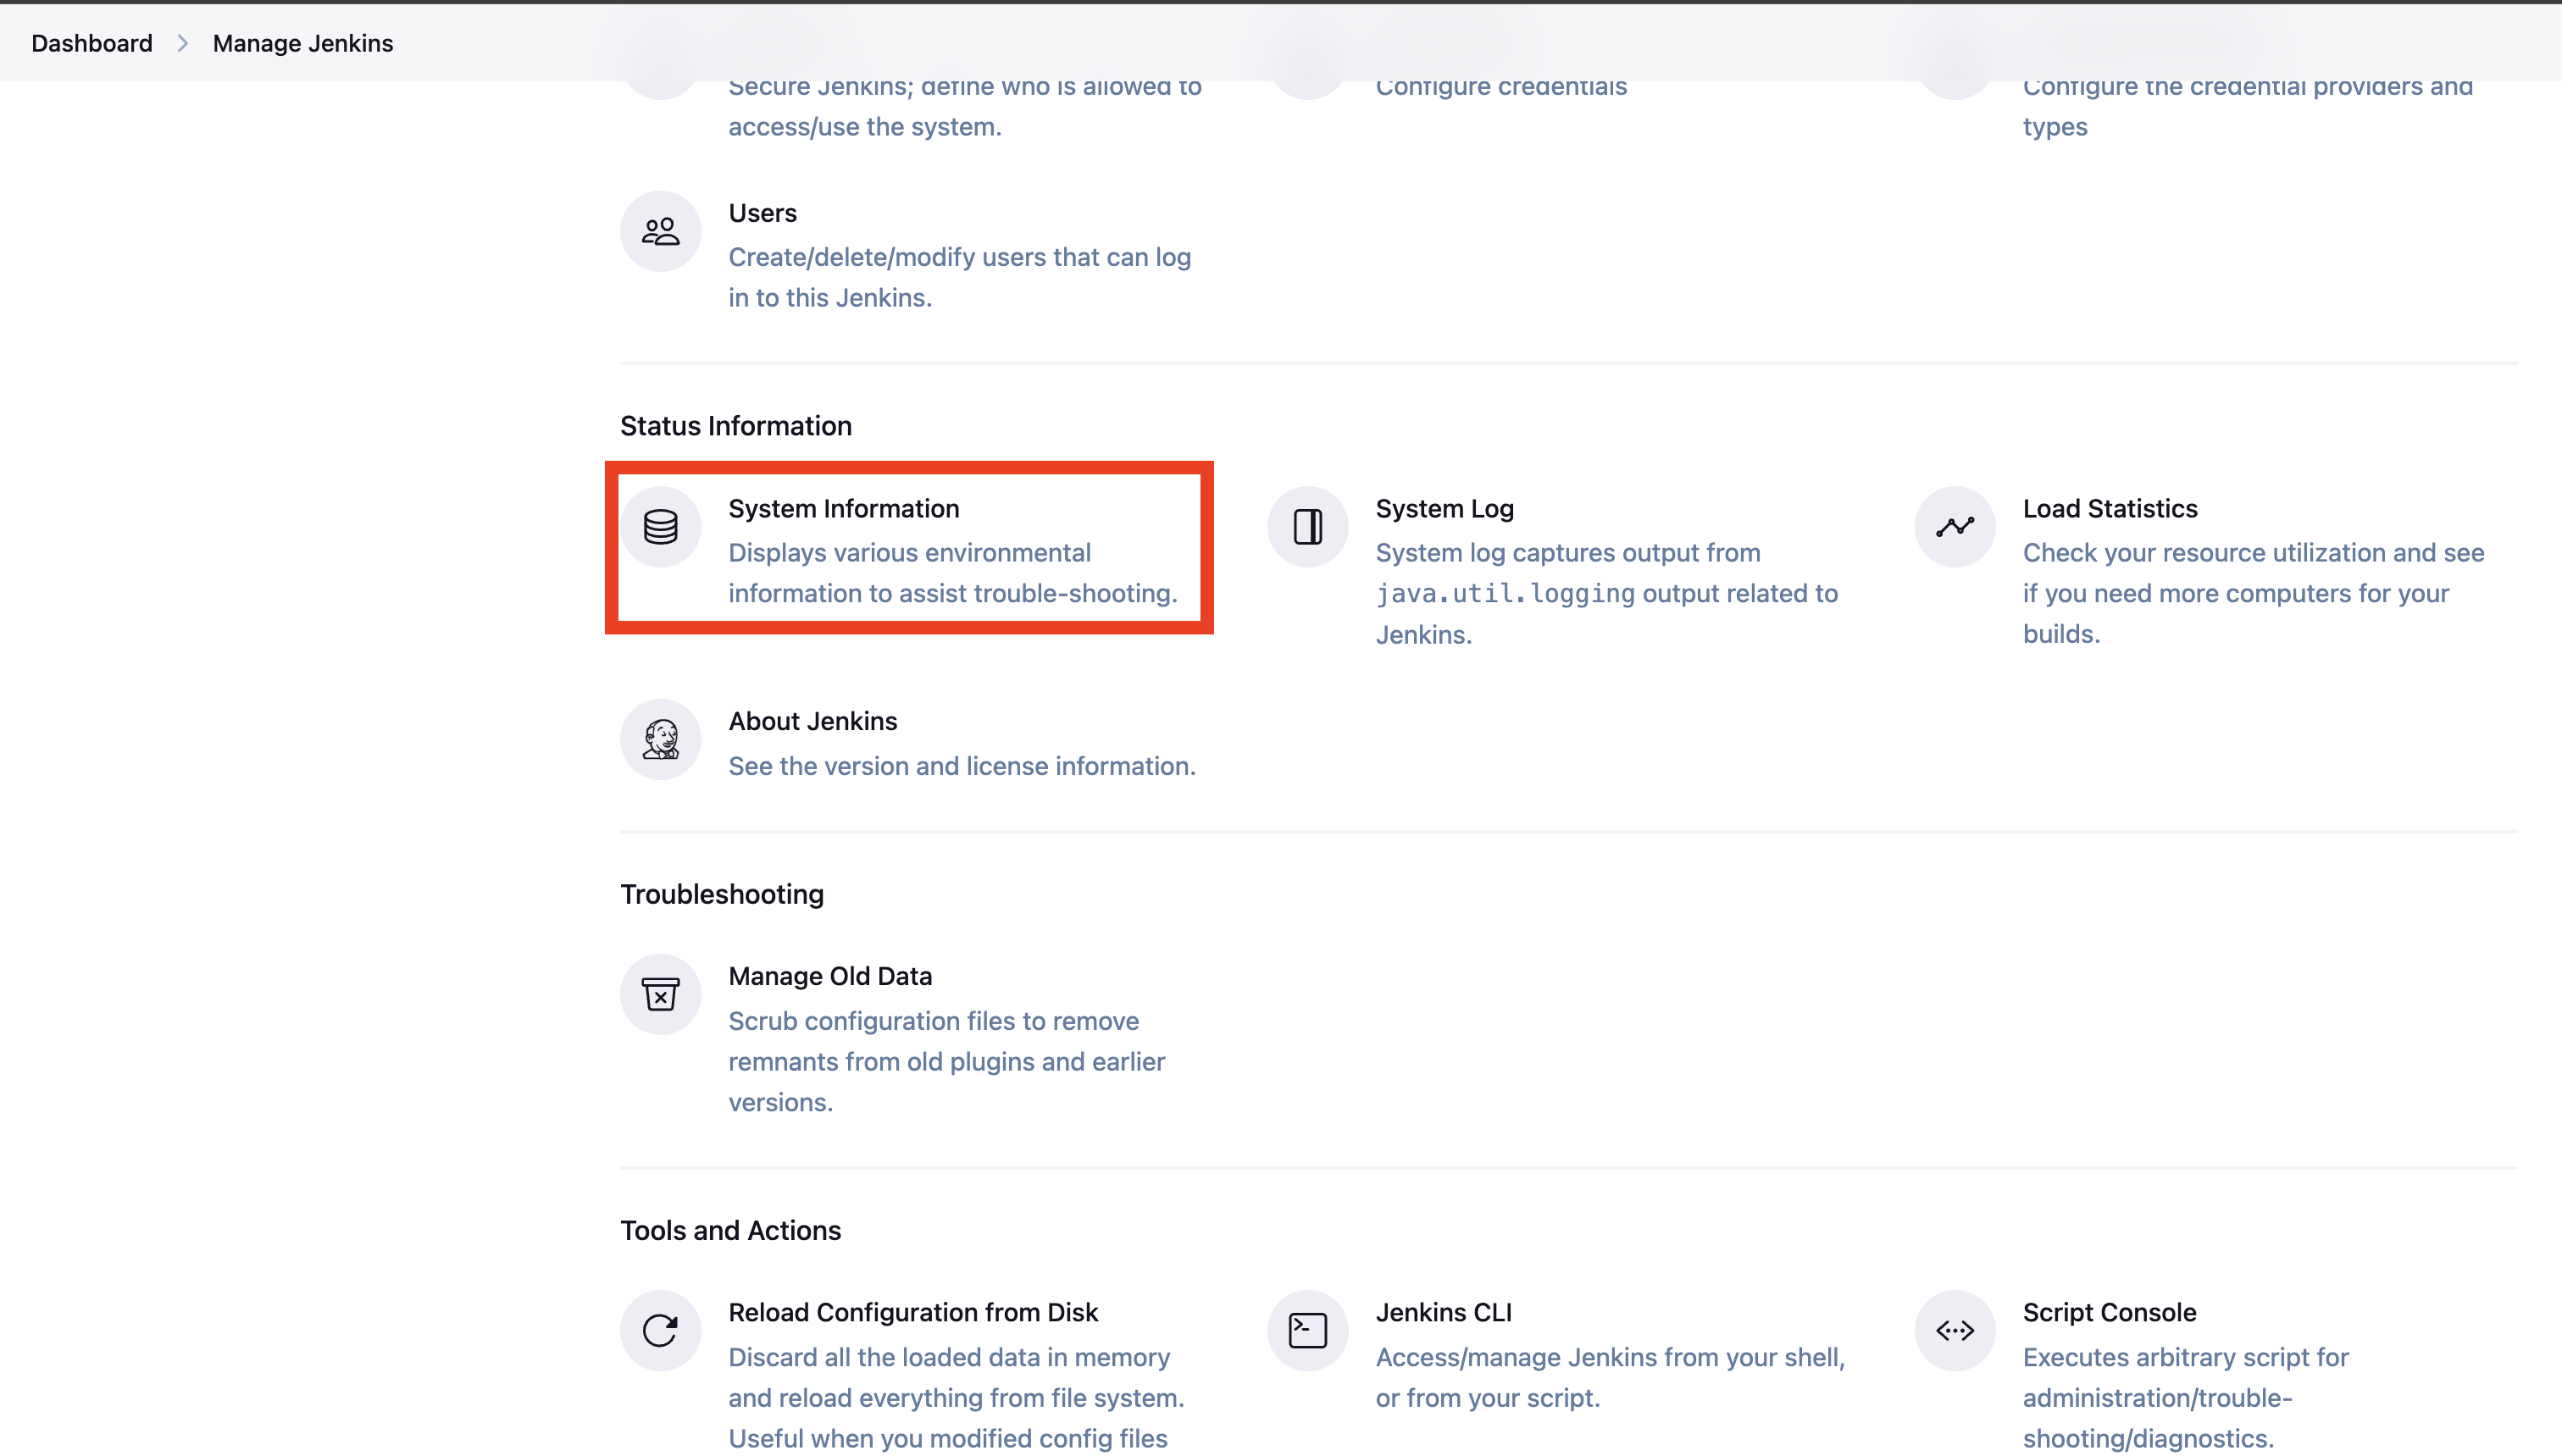 Dashboard
Manage Jenkins
Secure Jenkins; define who is allowed to
access/use the system.
Configure credentials
Configure the credential providers and
types
Users
Create/delete/modify users that can log
in to this Jenkins.
Status Information
System Information
Displays various environmental
information to assist trouble-shooting.
System Log
System log captures output from
java.util.logging output related to
Jenkins.
Load Statistics
Check your resource utilization and see
if you need more computers for your
builds.
About Jenkins
See the version and license information.
Troubleshooting
Manage Old Data
Scrub configuration files to remove
remnants from old plugins and earlier
versions.
Tools and Actions
Reload Configuration from Disk
Discard all the loaded data in memory
and reload everything from file system.
Useful when you modified config files
Jenkins CLI
Access/manage Jenkins from your shell,
or from your script.
Script Console
Executes arbitrary script for
administration/trouble-
shooting/diagnostics.